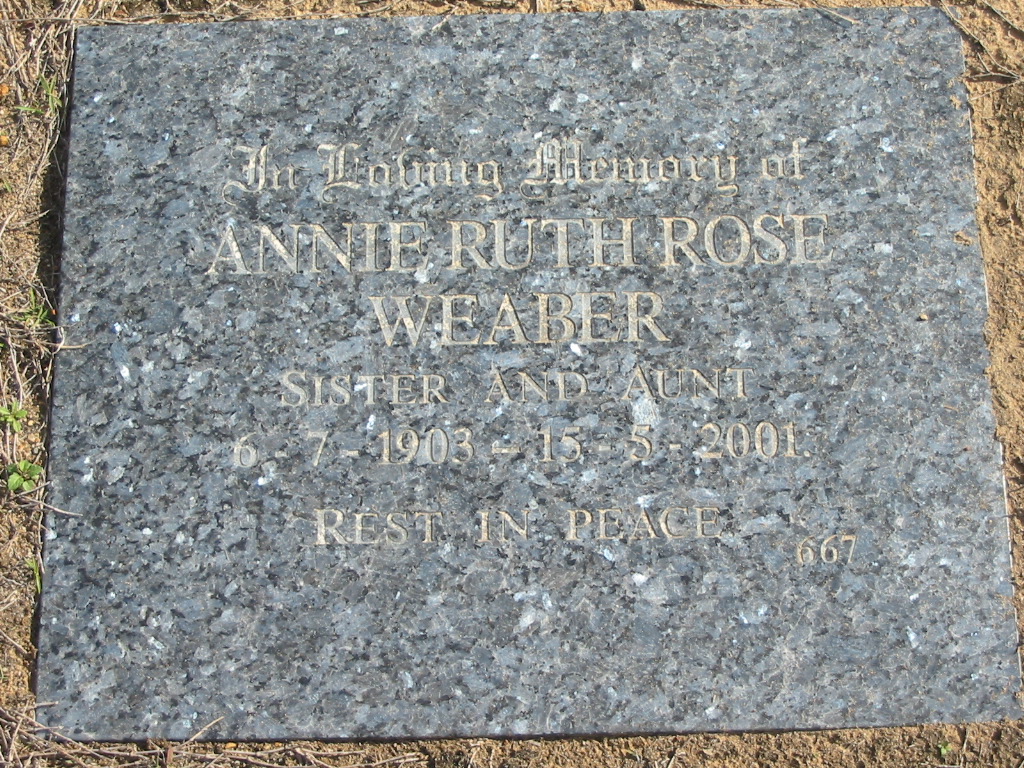 In Loving Memory of
ANNIE RUTH ROSE
WEABER
SISTER AND AUNT
6 - 7 - 1903 - 15 - 5 - 2001.
REST IN PEACE
667